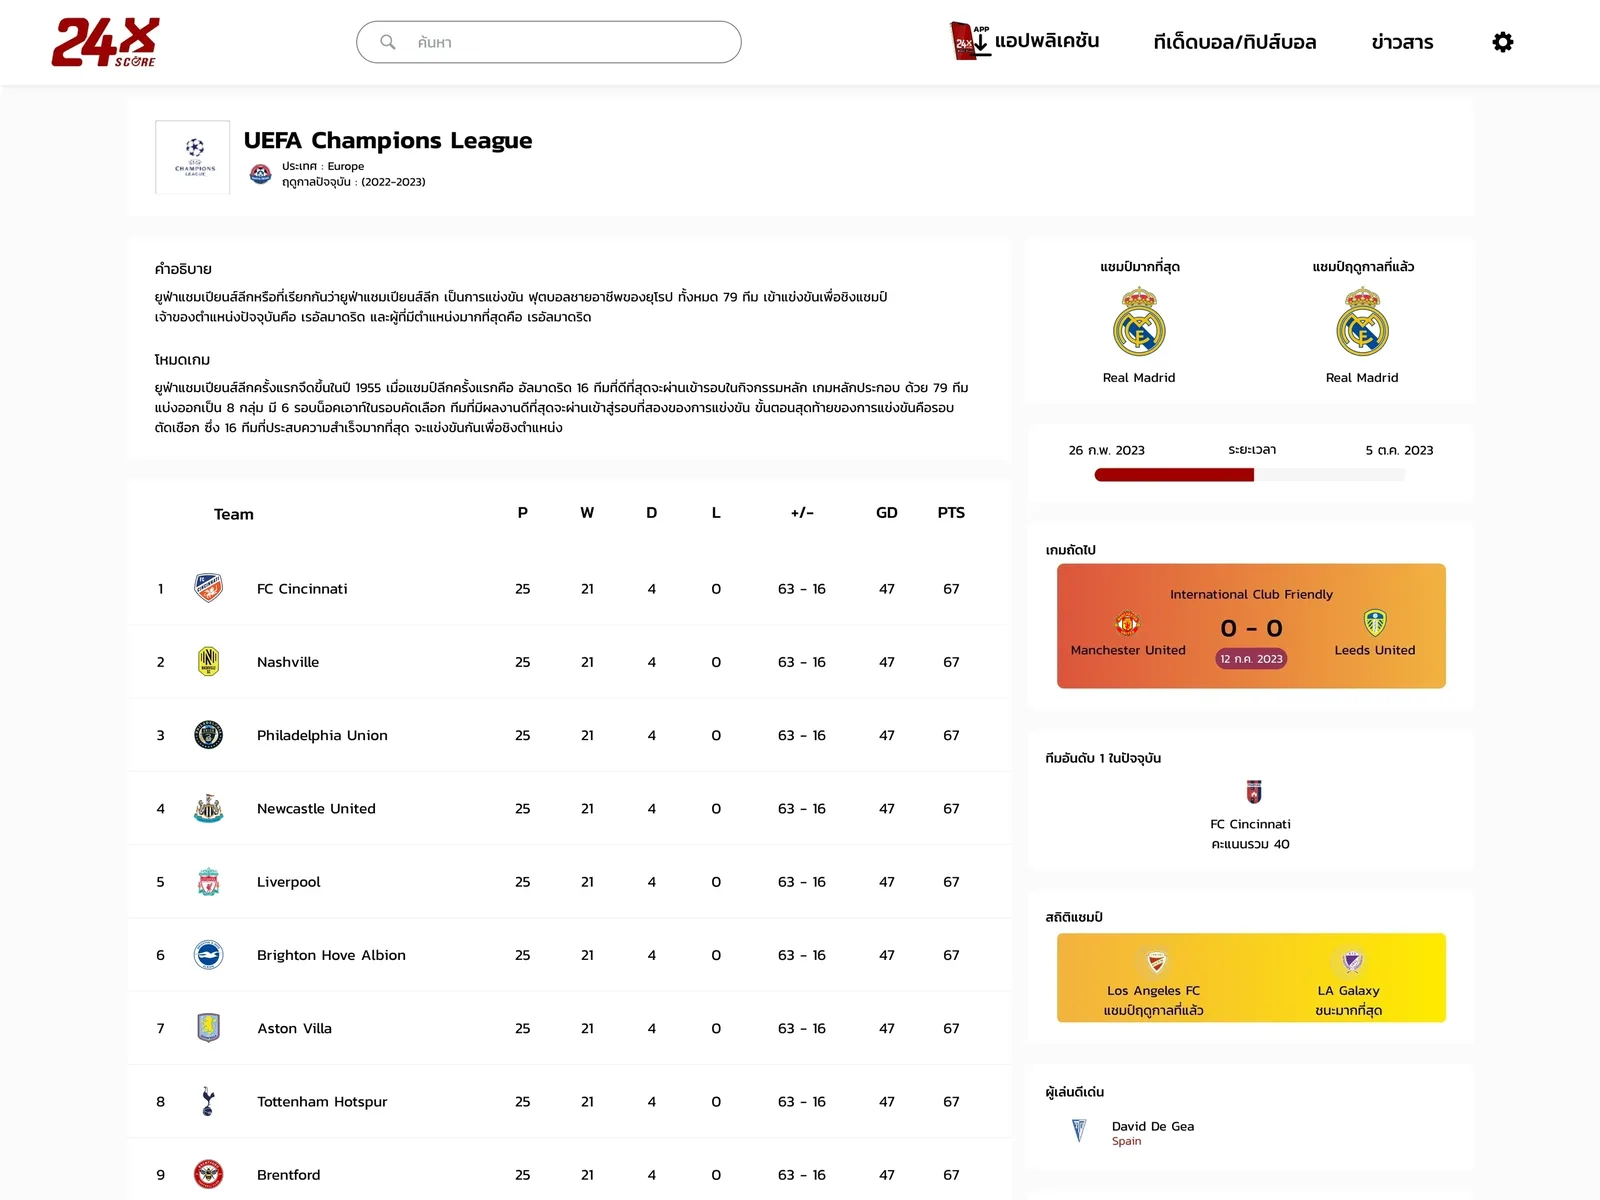 24X
SCORE
ค้นหา
APP
24X
แอปพลิเคชัน
ทีเด็ดบอล/ทิปส์บอล
ข่าวสาร
CHAMPIONS
LEAGUE
UEFA Champions League
ประเทศ : Europe
ฤดูกาลปัจจุบัน : (2022-2023)
คำอธิบาย
ยูฟ่าแชมเปียนส์ลีกหรือที่เรียกกันว่ายูฟ่าแชมเปียนส์ลีก เป็นการแข่งขัน ฟุตบอลชายอาชีพของยุโรป ทั้งหมด 79 ทีม เข้าแข่งขันเพื่อชิงแชมป์
เจ้าของตำแหน่งปัจจุบันคือ เรอัลมาดริด และผู้ที่มีตำแหน่งมากที่สุดคือ เรอัลมาดริด
โหมดเกม
ยูฟ่าแชมเปียนส์ลีกครั้งแรกจึดขึ้นในปี 1955 เมื่อแชมป์ลีกครั้งแรกคือ อัลมาดริด 16 ทีมที่ดีที่สุดจะผ่านเข้ารอบในกิจกรรมหลัก เกมหลักประกอบ ด้วย 79 ทีม
แบ่งออกเป็น 8 กลุ่ม มี 6 รอบน็อคเอาท์ในรอบคัดเลือก ทีมที่มีผลงานดีที่สุดจะผ่านเข้าสู่รอบที่สองของการแข่งขัน ขั้นตอนสุดท้ายของการแข่งขันคือรอบ
ตัดเชือก ซึ่ง 16 ทีมที่ประสบความสำเร็จมากที่สุด จะแข่งขันกันเพื่อชิงตำแหน่ง
Team P W D L +/- GD PTS
1 FC Cincinnati 25 21 4 0 63 - 16 47 67
2 Nashville 25 21 4 0 63 - 16 47 67
3 Philadelphia Union 25 21 4 0 63 - 16 47 67
4 Newcastle United 25 21 4 0 63 - 16 47 67
5 Liverpool 25 21 4 0 63 - 16 47 67
6 Brighton Hove Albion 25 21 4 0 63 - 16 47 67
7 Aston Villa 25 21 4 0 63 - 16 47 67
8 Tottenham Hotspur 25 21 4 0 63 - 16 47 67
9 Brentford 25 21 4 0 63 - 16 47 67
แชมป์มากที่สุด แชมป์ฤดูกาลที่แล้ว
Real Madrid Real Madrid
26 ก.พ. 2023 ระยะเวลา 5 ต.ค. 2023
เกมถัดไป
International Club Friendly
0 - 0
Manchester United Leeds United
12 ก.ค. 2023
ทีมอันดับ 1 ในปัจจุบัน
FC Cincinnati
คะแนนรวม 40
สถิติแชมป์
Los Angeles FC LA Galaxy
แชมป์ฤดูกาลที่แล้ว ชนะมากที่สุด
ผู้เล่นดีเด่น
David De Gea
Spain